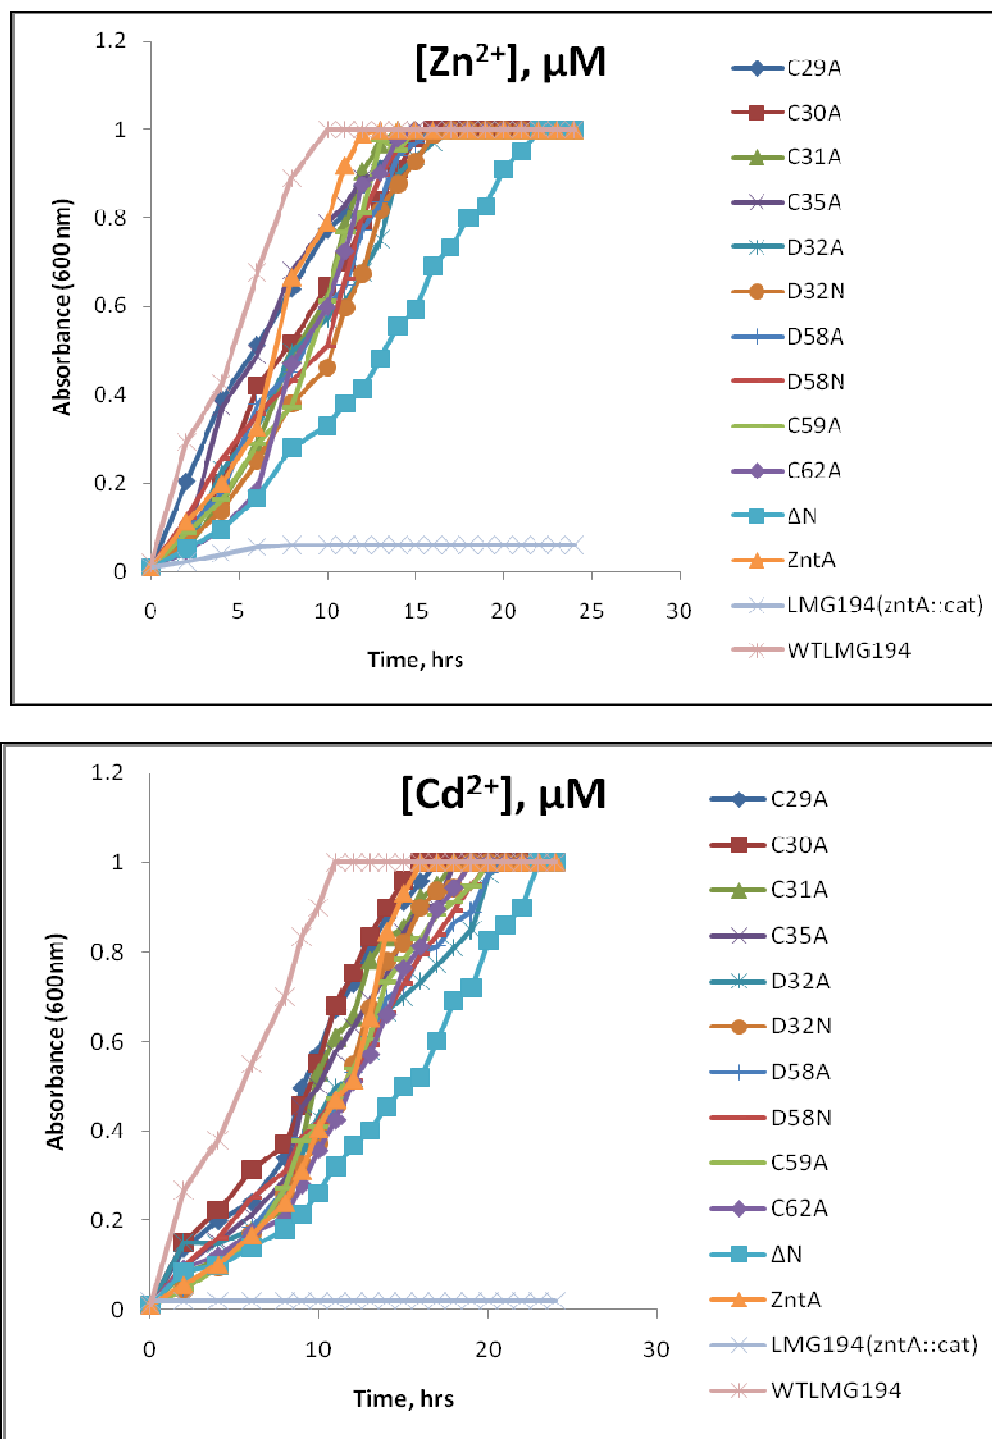 [Zn²⁺], µM
1.2
1
0.8
0.6
0.4
0.2
0
Absorbance (600 nm)
0 5 10 15 20 25 30
Time, hrs
C29A
C30A
C31A
C35A
D32A
D32N
D58A
D58N
C59A
C62A
ΔN
ZntA
LMG194(zntA::cat)
WTLMG194
[Cd²⁺], µM
1.2
1
0.8
0.6
0.4
0.2
0
Absorbance (600nm)
0 10 20 30
Time, hrs
C29A
C30A
C31A
C35A
D32A
D32N
D58A
D58N
C59A
C62A
ΔN
ZntA
LMG194(zntA::cat)
WTLMG194